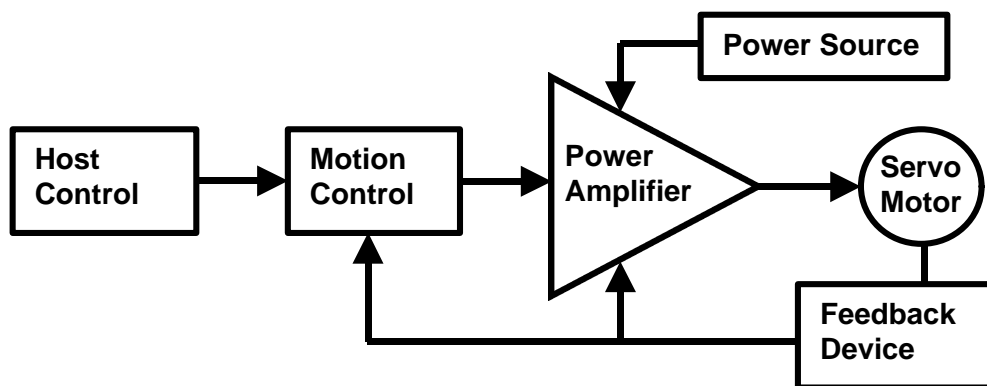 Power Source
Host
Control
Motion
Control
Power
Amplifier
Servo
Motor
Feedback
Device